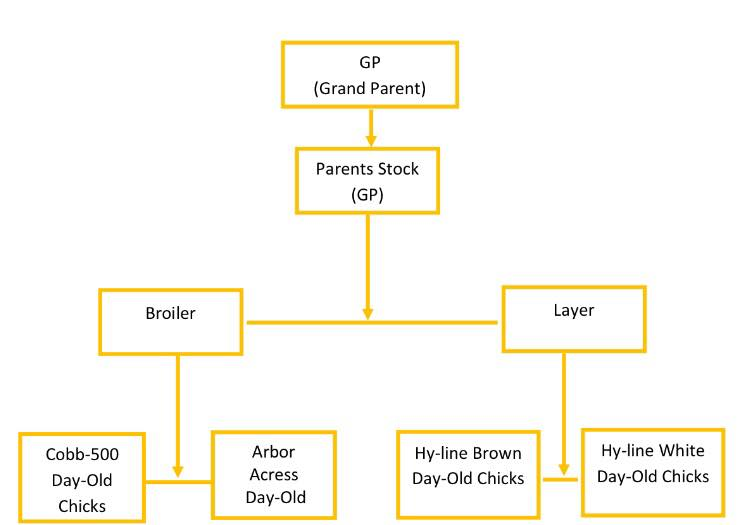 GP
(Grand Parent)
Parents Stock
(GP)
Broiler
Layer
Cobb-500
Day-Old
Chicks
Arbor
Acress
Day-Old
Hy-line Brown
Day-Old Chicks
Hy-line White
Day-Old Chicks